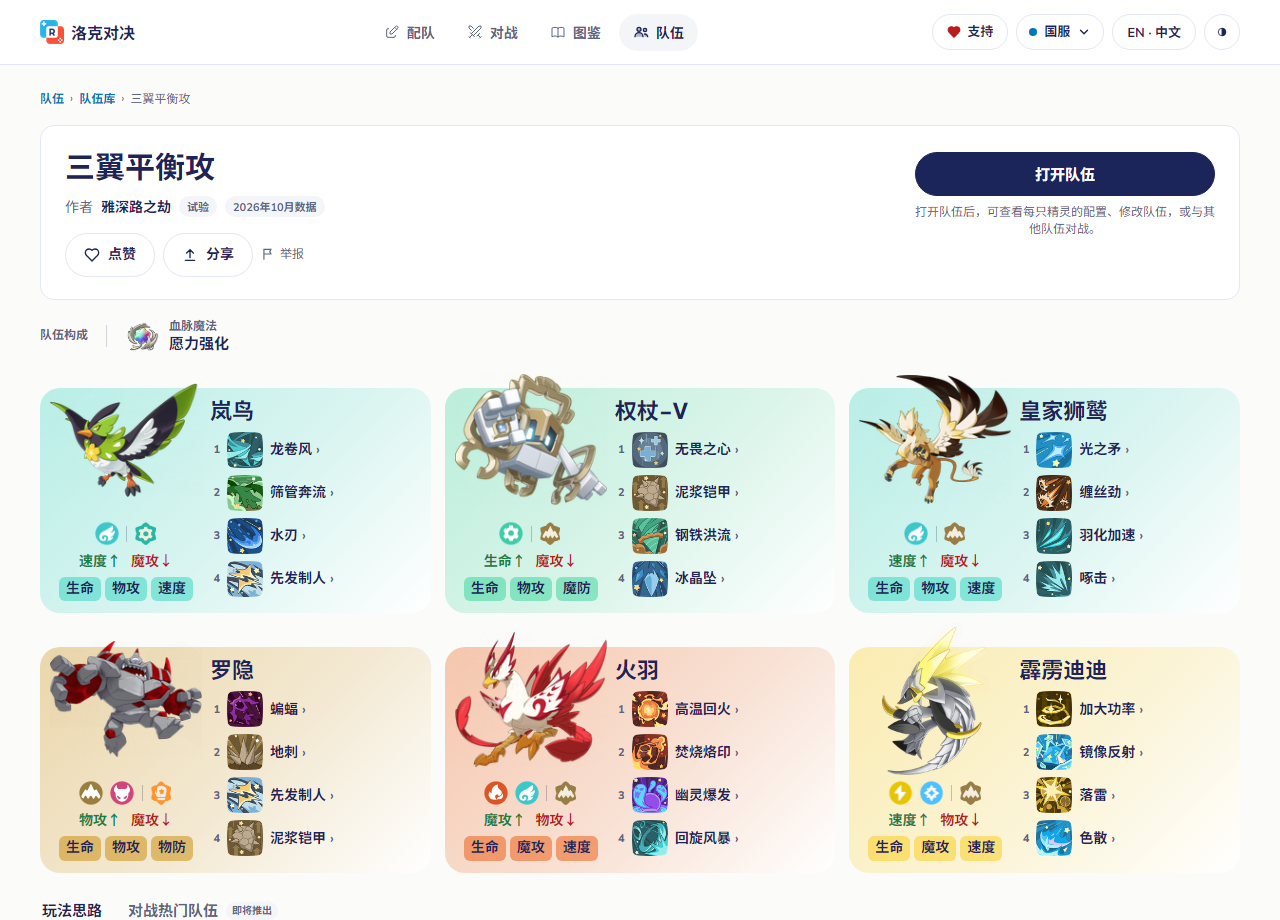 洛克对决
配队
对战
图鉴
队伍
支持
国服
EN · 中文
队伍 › 队伍库 › 三翼平衡攻
三翼平衡攻
作者 雅深路之劫 试验 2026年10月数据
点赞
分享
举报
打开队伍
打开队伍后，可查看每只精灵的配置、修改队伍，或与其
他队伍对战。
队伍构成
血脉魔法
愿力强化
岚鸟
1 龙卷风 ›
2 筛管奔流 ›
3 水刃 ›
4 先发制人 ›
速度↑ 魔攻↓
生命 物攻 速度
权杖-V
1 无畏之心 ›
2 泥浆铠甲 ›
3 钢铁洪流 ›
4 冰晶坠 ›
生命↑ 魔攻↓
生命 物攻 魔防
皇家狮鹫
1 光之矛 ›
2 缠丝劲 ›
3 羽化加速 ›
4 啄击 ›
速度↑ 魔攻↓
生命 物攻 速度
罗隐
1 蝙蝠 ›
2 地刺 ›
3 先发制人 ›
4 泥浆铠甲 ›
物攻↑ 魔攻↓
生命 物攻 物防
火羽
1 高温回火 ›
2 焚烧烙印 ›
3 幽灵爆发 ›
4 回旋风暴 ›
魔攻↑ 物攻↓
生命 魔攻 速度
霹雳迪迪
1 加大功率 ›
2 镜像反射 ›
3 落雷 ›
4 色散 ›
速度↑ 物攻↓
生命 魔攻 速度
玩法思路
对战热门队伍 即将推出